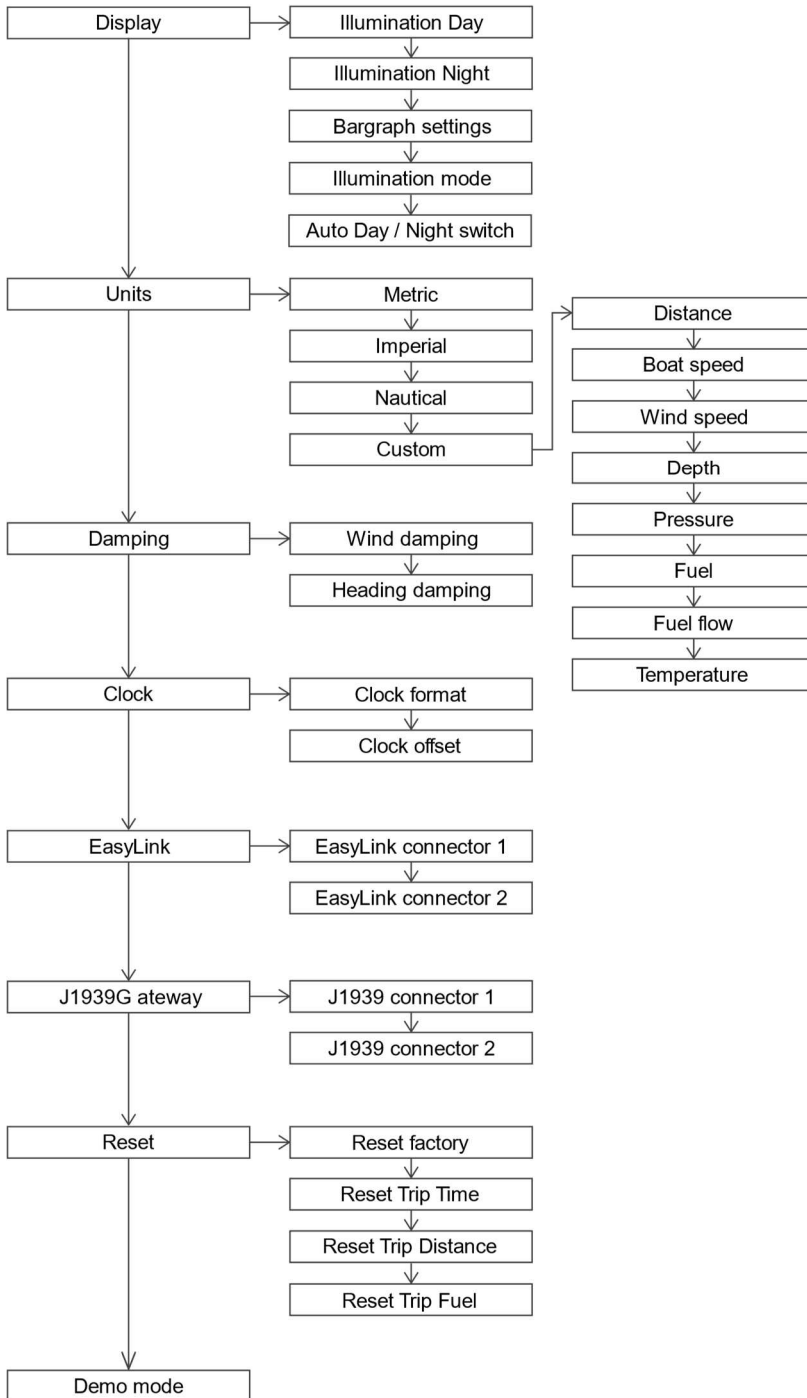 Display
Illumination Day
Illumination Night
Bargraph settings
Illumination mode
Auto Day / Night switch
Units
Metric
Imperial
Nautical
Custom
Distance
Boat speed
Wind speed
Depth
Pressure
Fuel
Fuel flow
Temperature
Damping
Wind damping
Heading damping
Clock
Clock format
Clock offset
EasyLink
EasyLink connector 1
EasyLink connector 2
J1939G ateway
J1939 connector 1
J1939 connector 2
Reset
Reset factory
Reset Trip Time
Reset Trip Distance
Reset Trip Fuel
Demo mode